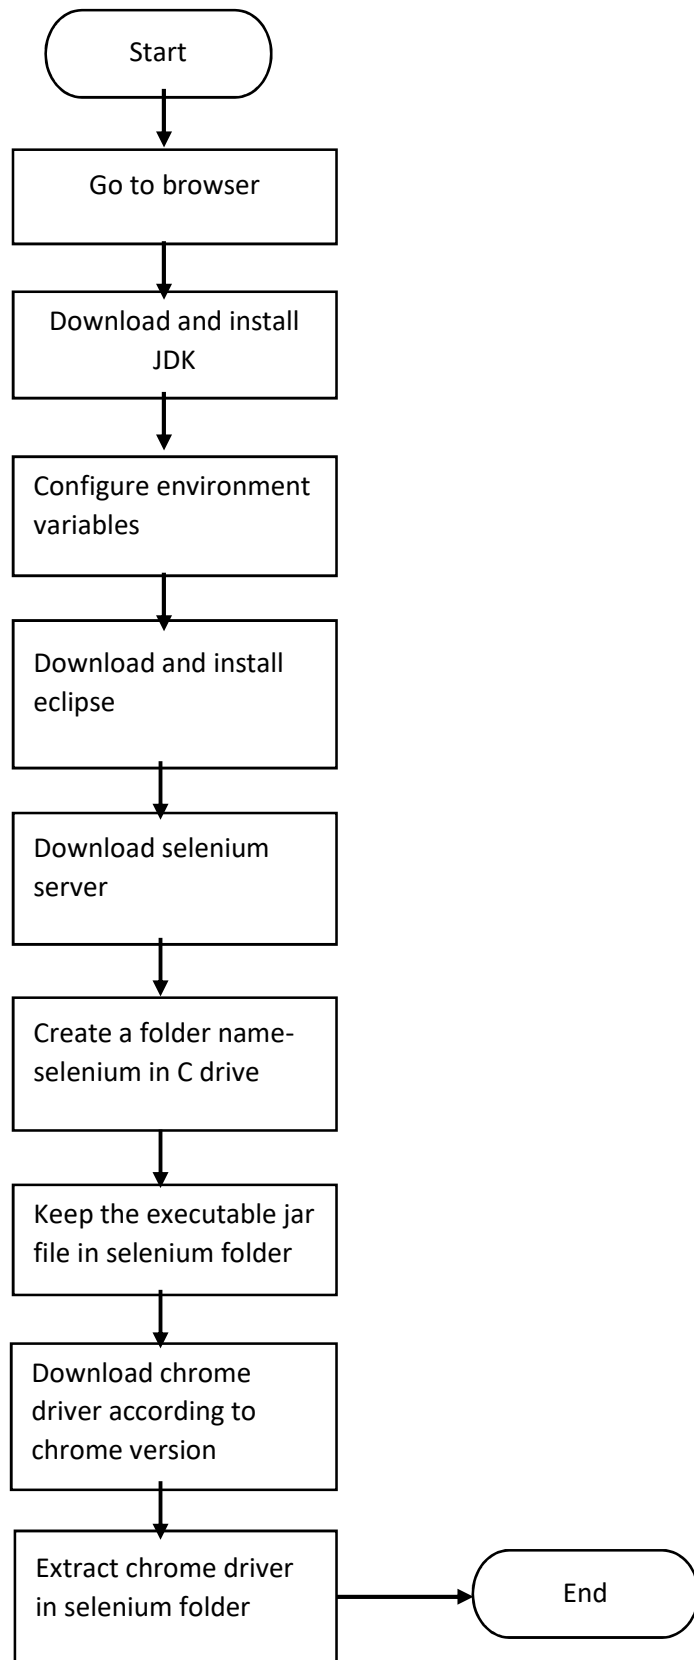 Start
Go to browser
Download and install
JDK
Configure environment
variables
Download and install
eclipse
Download selenium
server
Create a folder name-
selenium in C drive
Keep the executable jar
file in selenium folder
Download chrome
driver according to
chrome version
Extract chrome driver
in selenium folder
End